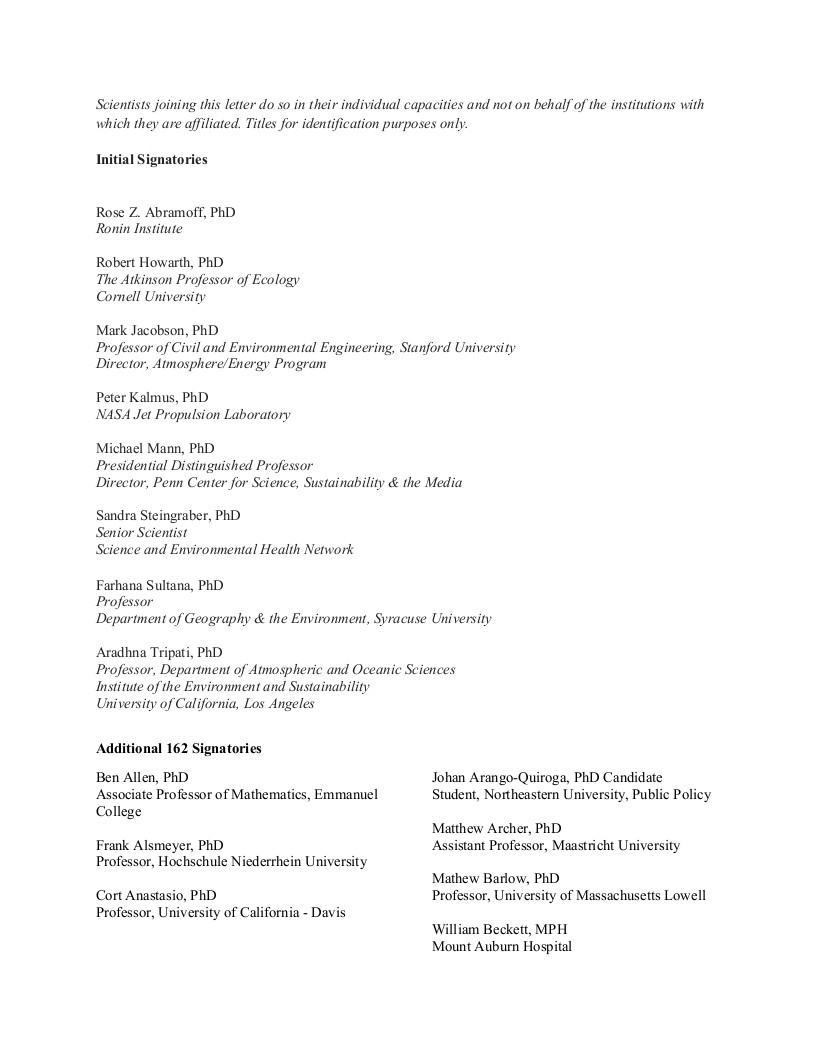 Scientists joining this letter do so in their individual capacities and not on behalf of the institutions with
which they are affiliated. Titles for identification purposes only.
Initial Signatories
Rose Z. Abramoff, PhD
Ronin Institute
Robert Howarth, PhD
The Atkinson Professor of Ecology
Cornell University
Mark Jacobson, PhD
Professor of Civil and Environmental Engineering, Stanford University
Director, Atmosphere/Energy Program
Peter Kalmus, PhD
NASA Jet Propulsion Laboratory
Michael Mann, PhD
Presidential Distinguished Professor
Director, Penn Center for Science, Sustainability & the Media
Sandra Steingraber, PhD
Senior Scientist
Science and Environmental Health Network
Farhana Sultana, PhD
Professor
Department of Geography & the Environment, Syracuse University
Aradhna Tripati, PhD
Professor, Department of Atmospheric and Oceanic Sciences
Institute of the Environment and Sustainability
University of California, Los Angeles
Additional 162 Signatories
Ben Allen, PhD
Associate Professor of Mathematics, Emmanuel
College
Frank Alsmeyer, PhD
Professor, Hochschule Niederrhein University
Cort Anastasio, PhD
Professor, University of California - Davis
Johan Arango-Quiroga, PhD Candidate
Student, Northeastern University, Public Policy
Matthew Archer, PhD
Assistant Professor, Maastricht University
Mathew Barlow, PhD
Professor, University of Massachusetts Lowell
William Beckett, MPH
Mount Auburn Hospital